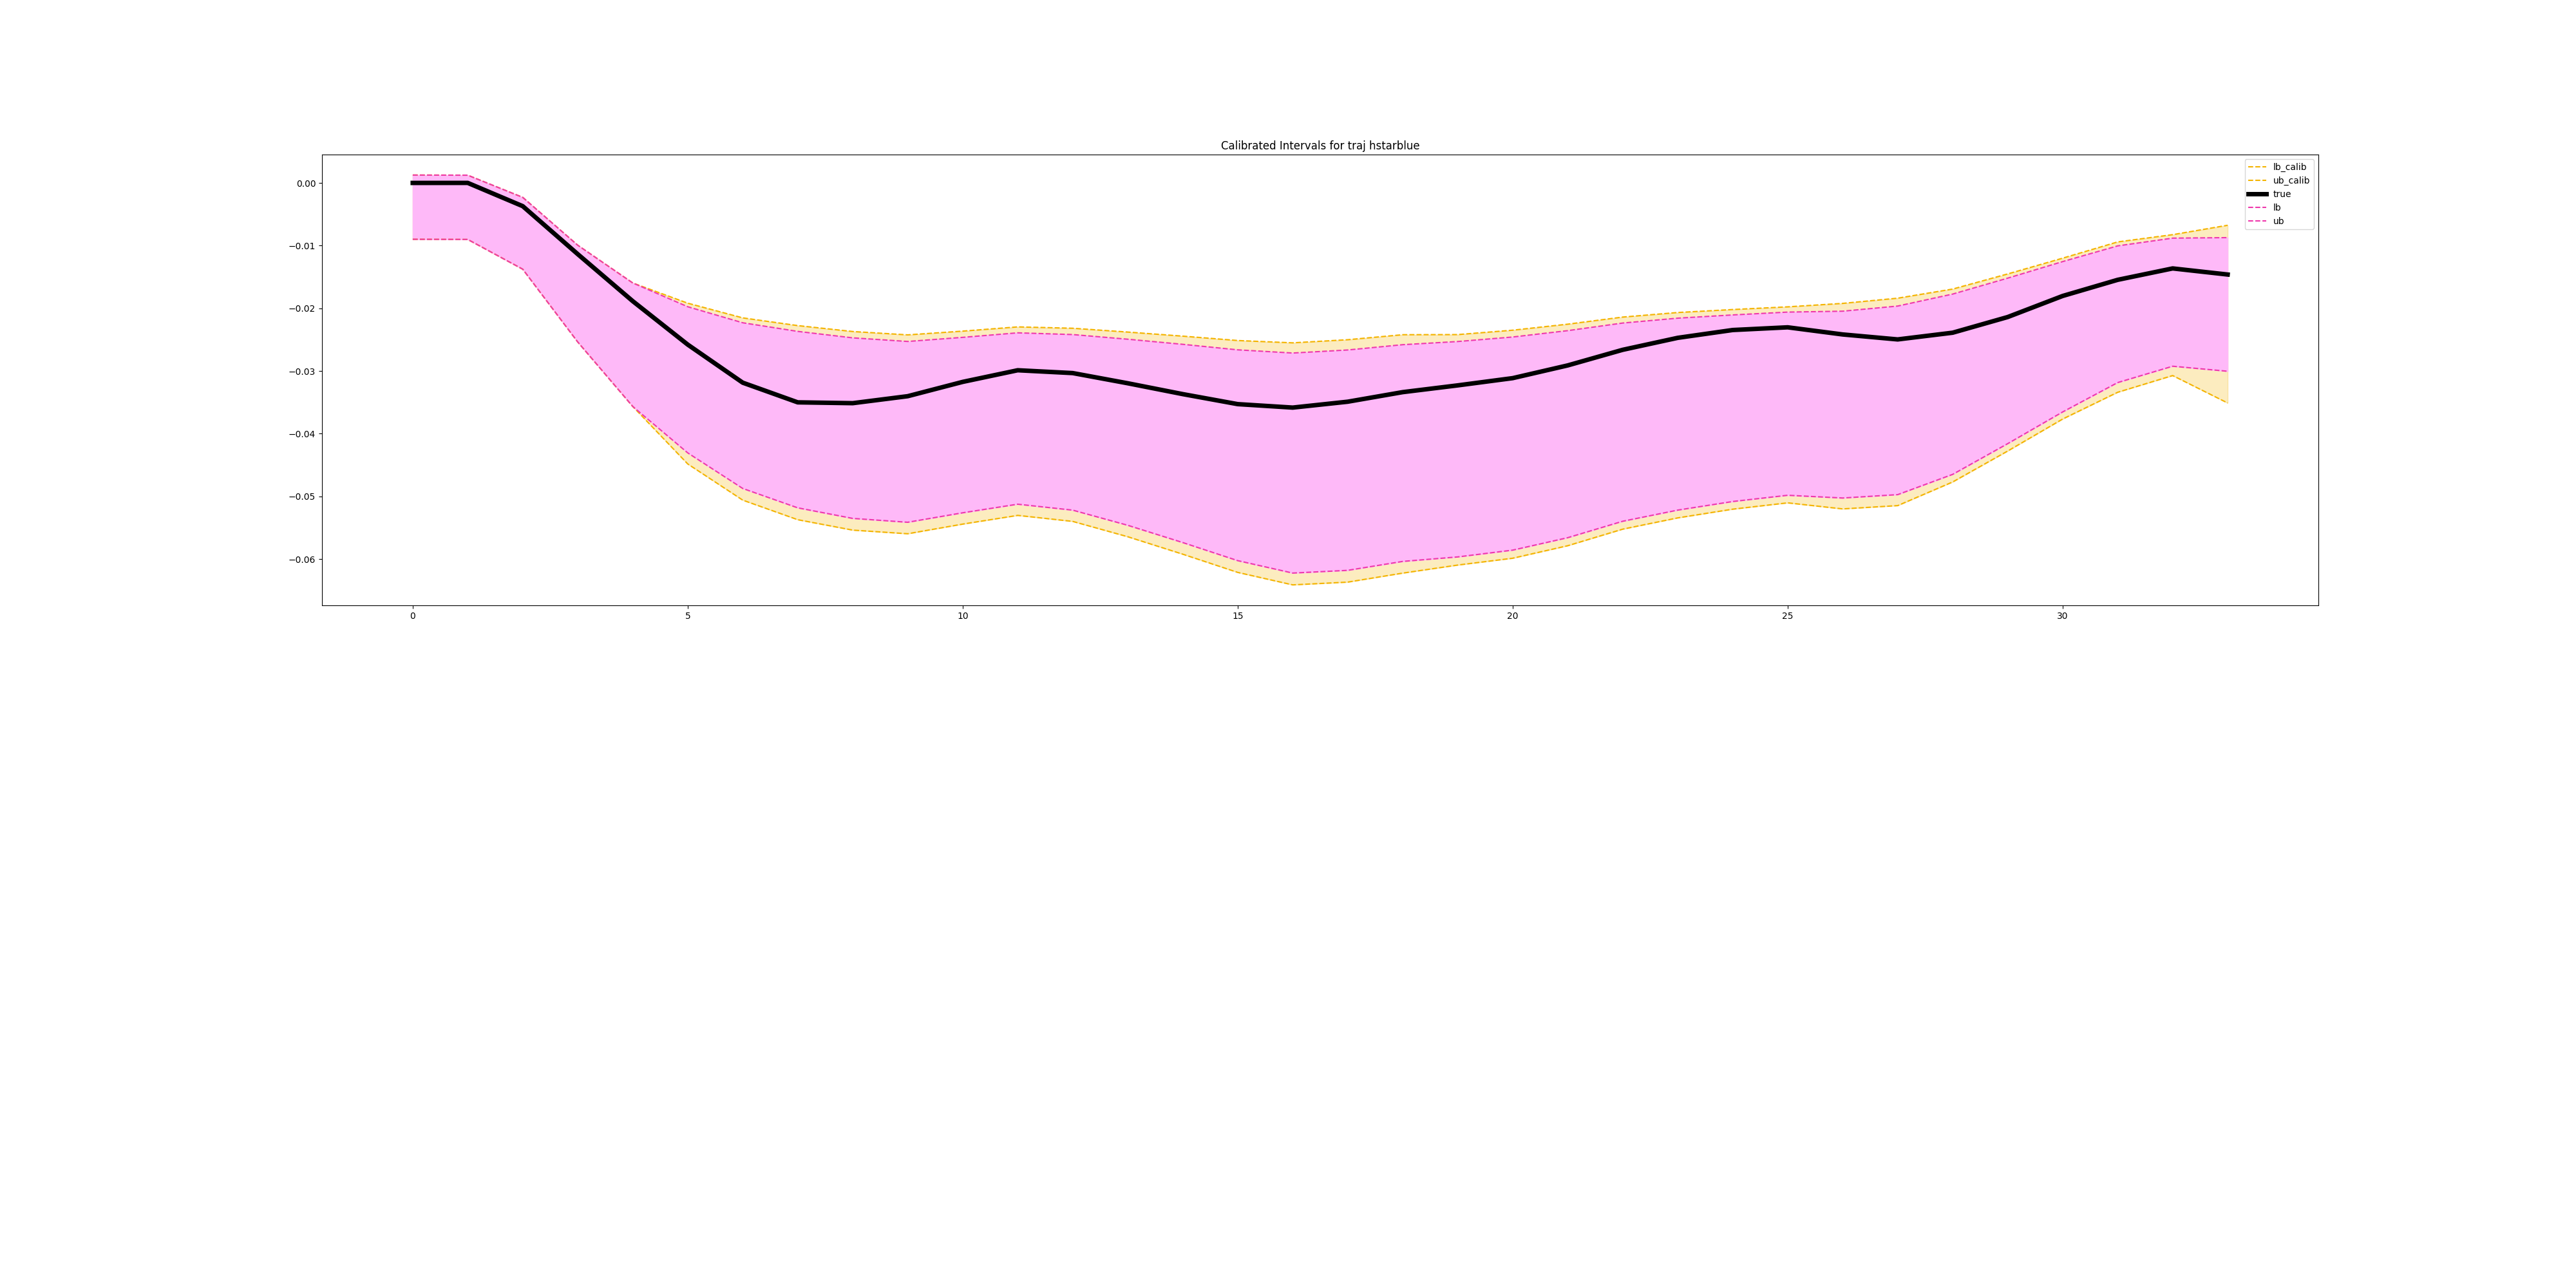 Calibrated Intervals for traj hstarblue
lb_calib
ub_calib
true
lb
ub
0.00
−0.01
−0.02
−0.03
−0.04
−0.05
−0.06
0 5 10 15 20 25 30